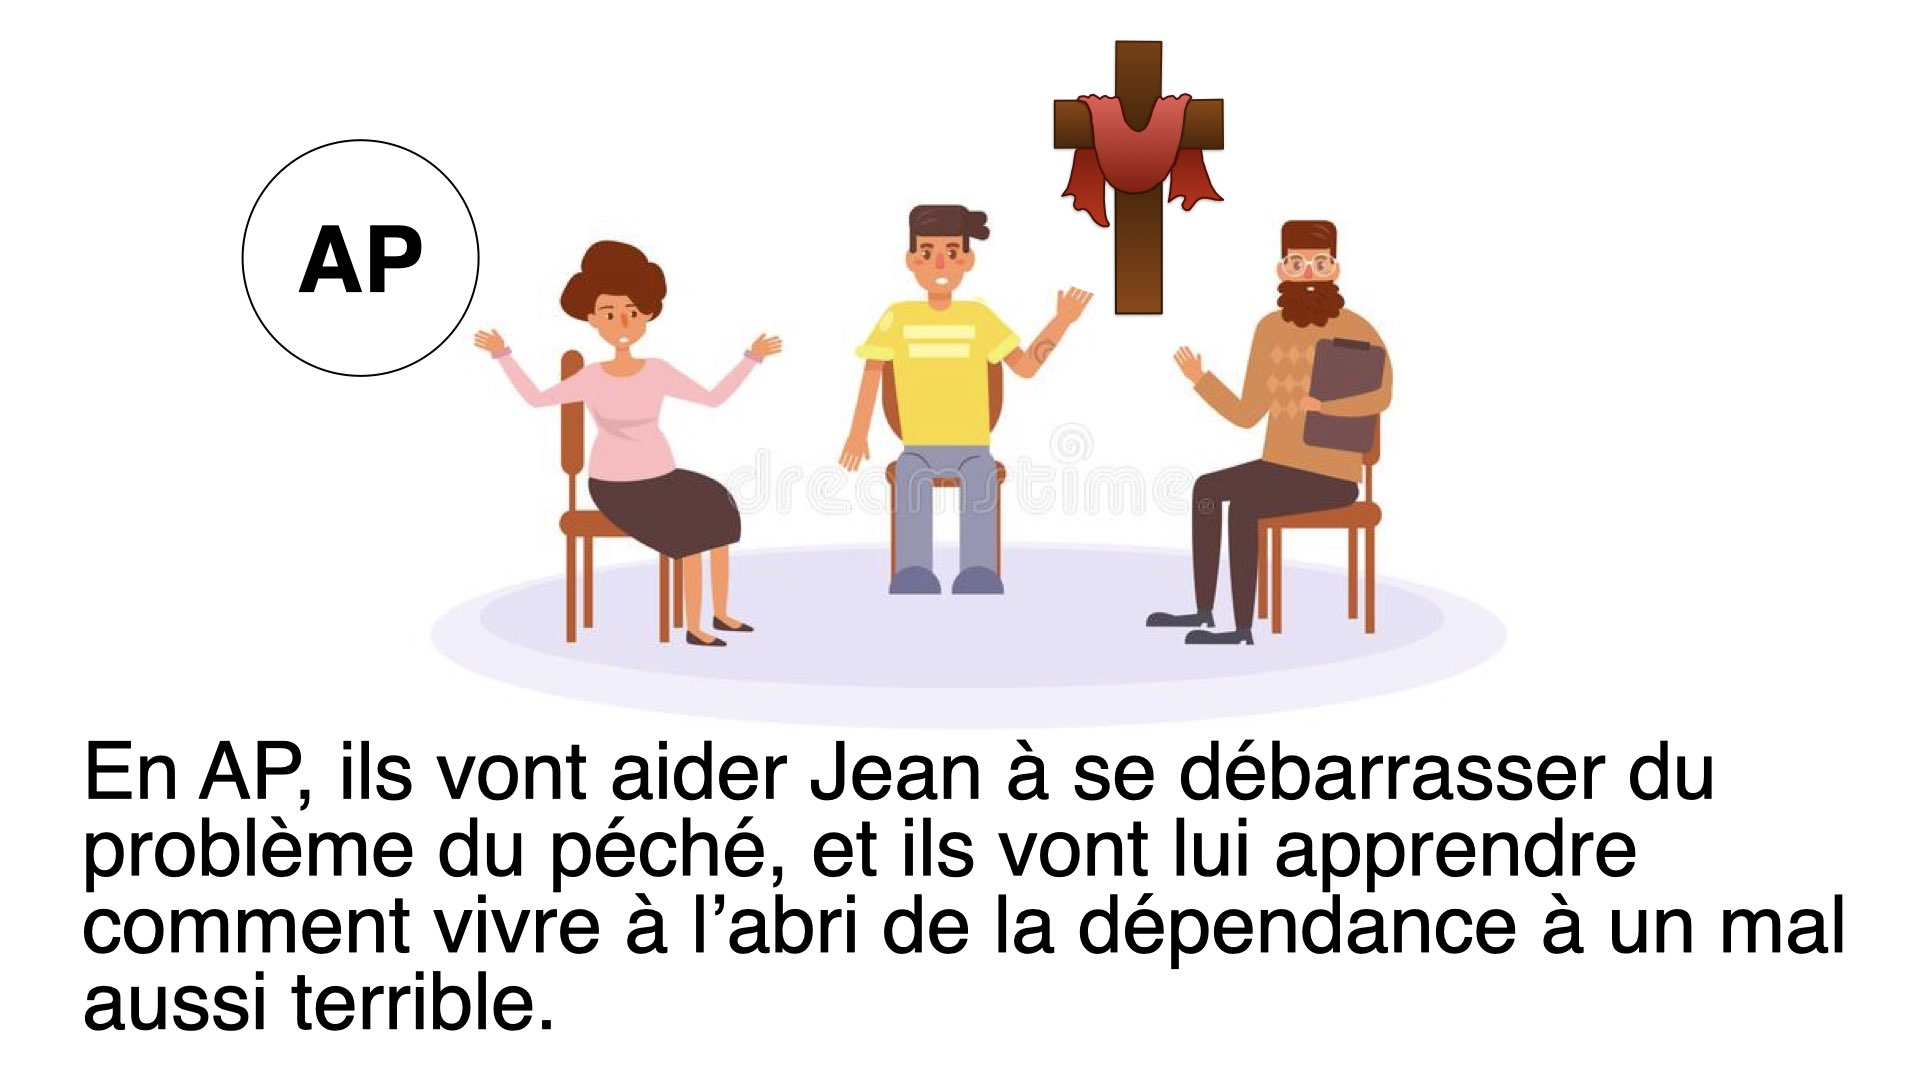 AP
dreamstime
En AP, ils vont aider Jean à se débarrasser du
problème du péché, et ils vont lui apprendre
comment vivre à l’abri de la dépendance à un mal
aussi terrible.